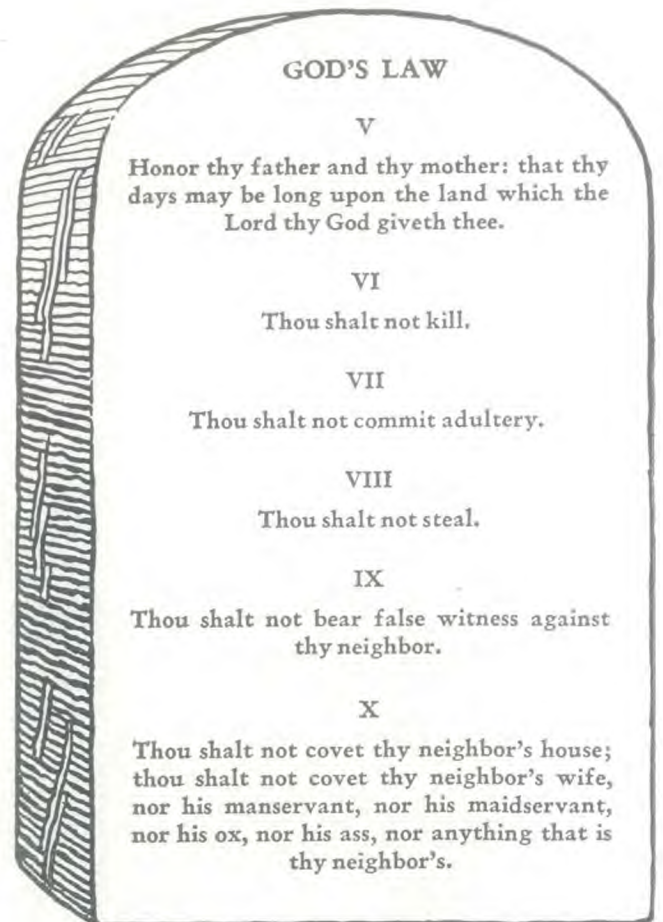 GOD'S LAW
V
Honor thy father and thy mother: that thy
days may be long upon the land which the
Lord thy God giveth thee.
VI
Thou shalt not kill.
VII
Thou shalt not commit adultery.
VIII
Thou shalt not steal.
IX
Thou shalt not bear false witness against
thy neighbor.
X
Thou shalt not covet thy neighbor's house;
thou shalt not covet thy neighbor's wife,
nor his manservant, nor his maidservant,
nor his ox, nor his ass, nor anything that is
thy neighbor's.